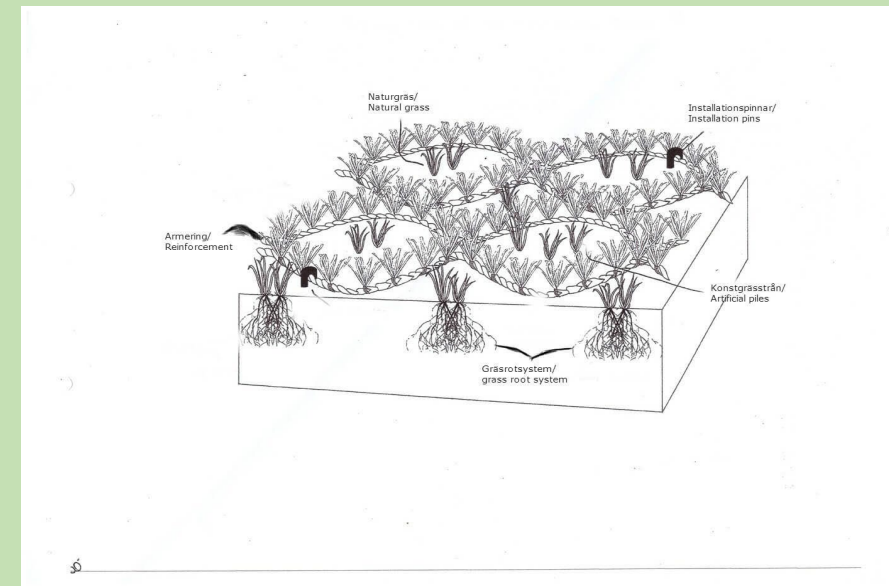 Naturgräs/
Natural grass
Installationspinnar/
Installation pins
Armering/
Reinforcement
Konstgrässtrån/
Artificial piles
Gräsrotsystem/
grass root system